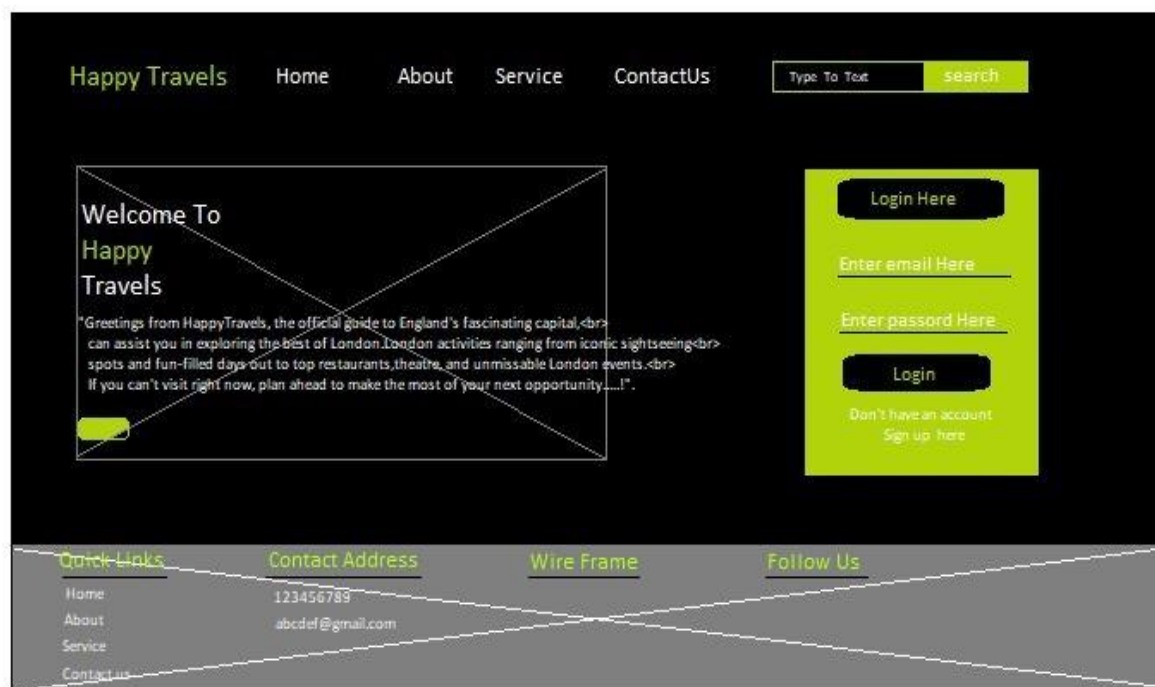 Happy Travels Home About Service ContactUs Type To Text search
Welcome To
Happy
Travels
"Greetings from HappyTravels, the official guide to England's fascinating capital,<br>
can assist you in exploring the best of London.London activities ranging from iconic sightseeing<br>
spots and fun-filled days out to top restaurants,theatre, and unmissable London events.<br>
If you can't visit right now, plan ahead to make the most of your next opportunity.....!".
Login Here
Enter email Here
Enter passord Here
Login
Don't have an account
Sign up here
Quick Links
Home
About
Service
Contact us
Contact Address
123456789
abcdef@gmail.com
Wire Frame
Follow Us